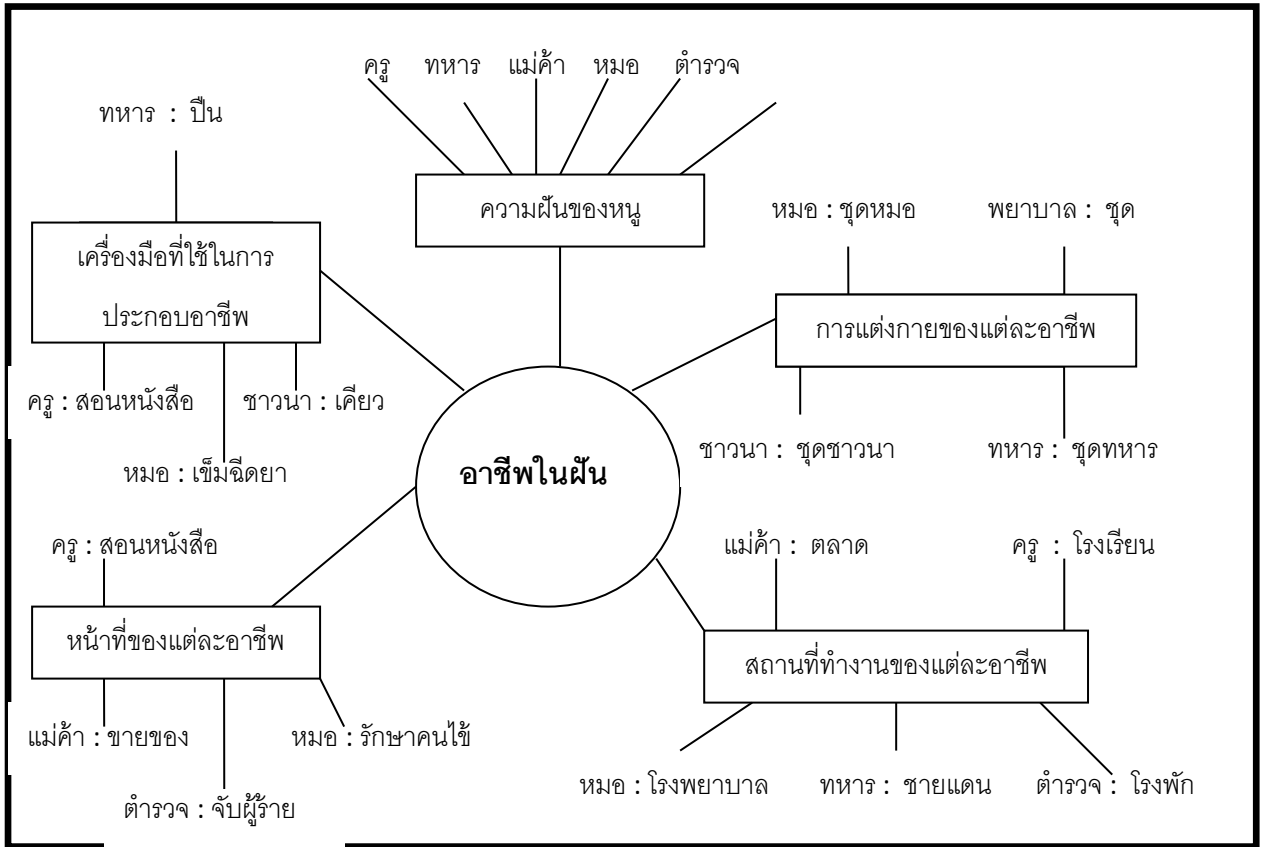 ครู ทหาร แม่ค้า หมอ ตำรวจ
ทหาร : ปืน
ความฝันของหนู
หมอ : ชุดหมอ พยาบาล : ชุด
เครื่องมือที่ใช้ในการ
ประกอบอาชีพ
การแต่งกายของแต่ละอาชีพ
ครู : สอนหนังสือ ชาวนา : เคียว
หมอ : เข็มฉีดยา
ชาวนา : ชุดชาวนา ทหาร : ชุดทหาร
อาชีพในฝัน
ครู : สอนหนังสือ
แม่ค้า : ตลาด ครู : โรงเรียน
หน้าที่ของแต่ละอาชีพ
สถานที่ทำงานของแต่ละอาชีพ
แม่ค้า : ขายของ หมอ : รักษาคนไข้
ตำรวจ : จับผู้ร้าย
หมอ : โรงพยาบาล ทหาร : ชายแดน ตำรวจ : โรงพัก